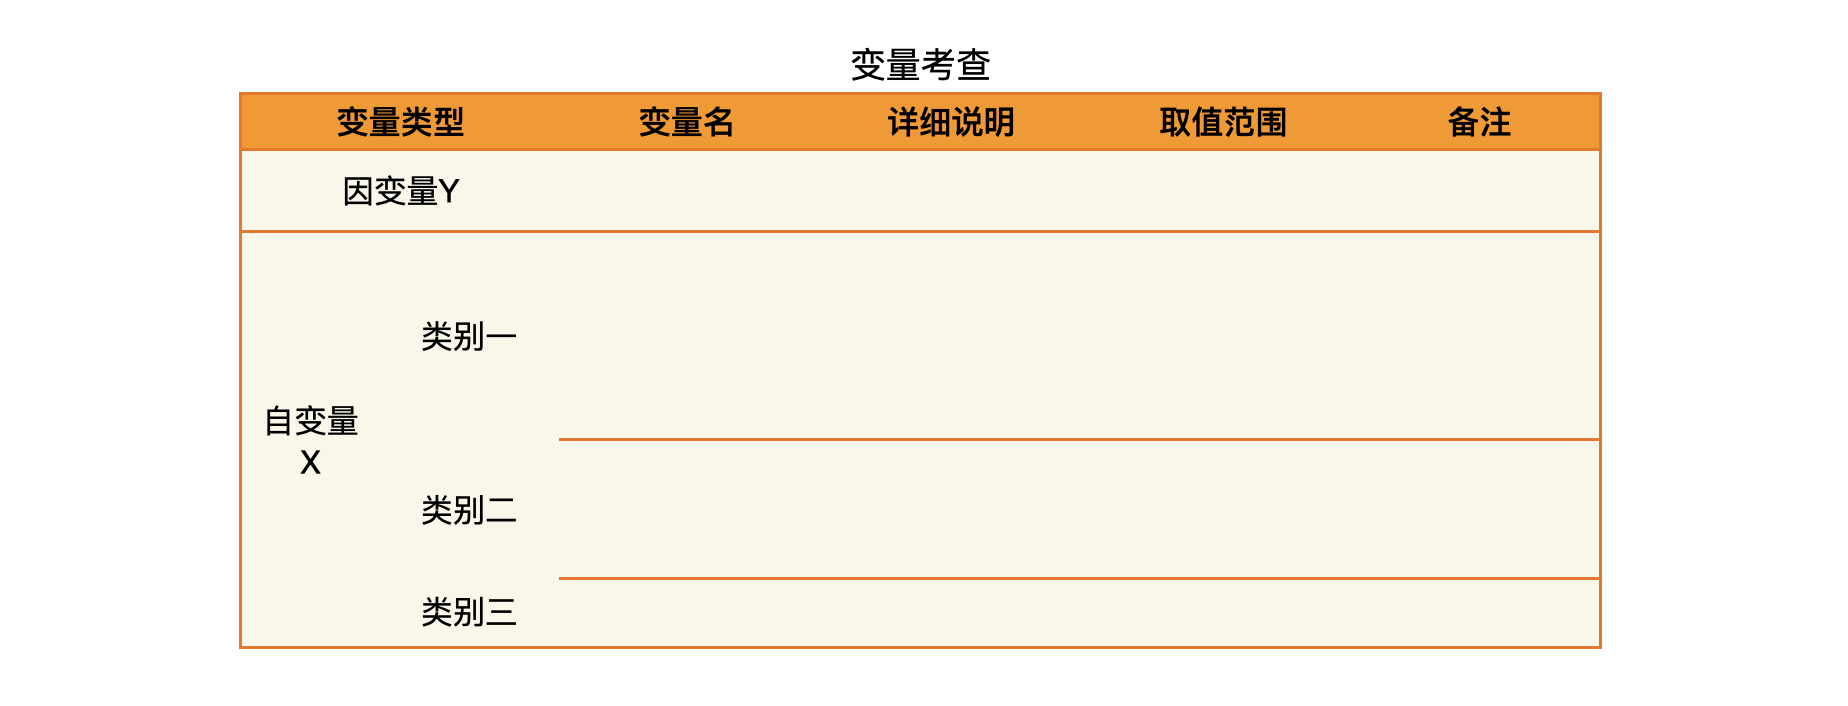 变量考查
变量类型 变量名 详细说明 取值范围 备注
因变量Y
类别一
自变量
X
类别二
类别三